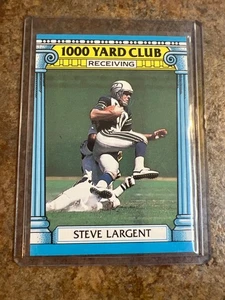 1000 YARD CLUB
RECEIVING
STEVE LARGENT